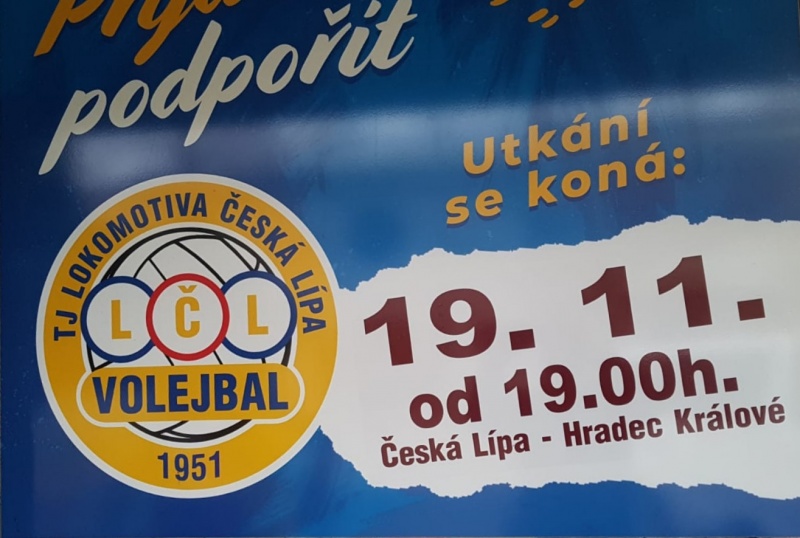 podpořit
Utkání
se koná:
TJ LOKOMOTIVA ČESKÁ LÍPA
L Č L
VOLEJBAL
1951
19. 11.
od 19.00h.
Česká Lípa - Hradec Králové